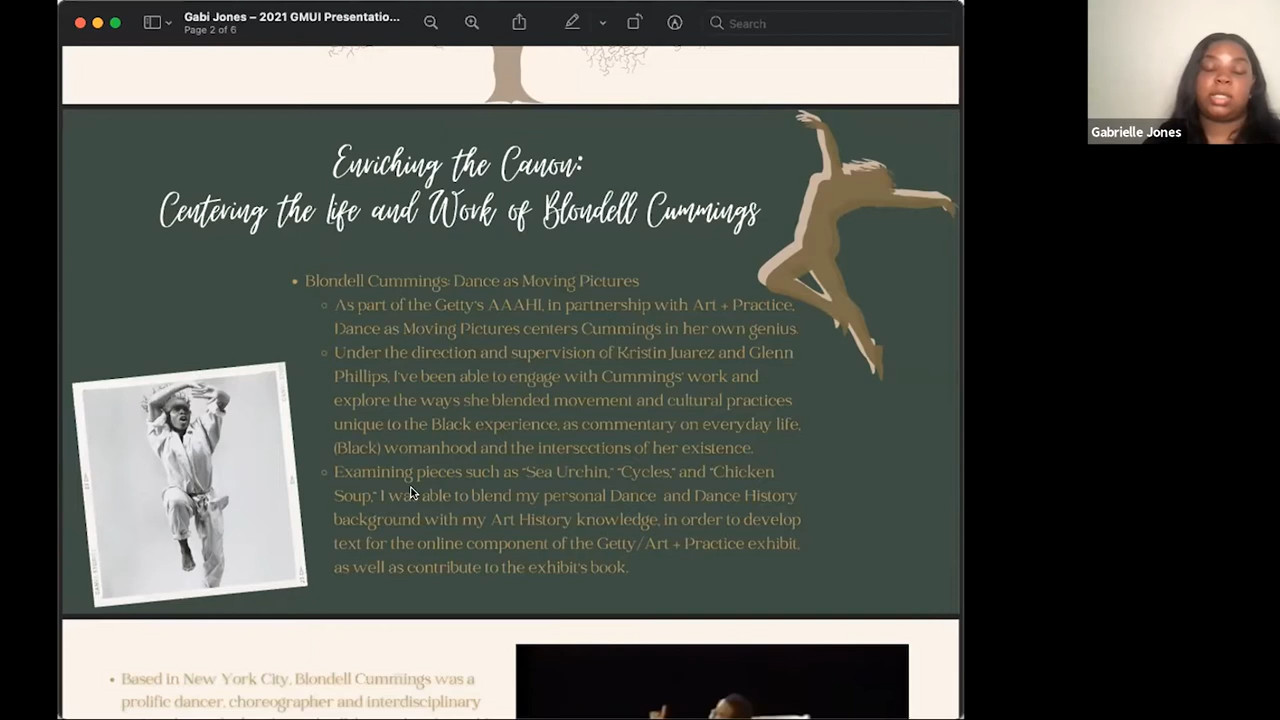 Gabi Jones – 2021 GMUI Presentatio...
Page 2 of 6
Search
Gabrielle Jones
Enriching the Canon:
Centering the Life and Work of Blondell Cummings
• Blondell Cummings: Dance as Moving Pictures
○ As part of the Getty's AAAHI, in partnership with Art + Practice,
Dance as Moving Pictures centers Cummings in her own genius.
○ Under the direction and supervision of Kristin Juarez and Glenn
Phillips, I've been able to engage with Cummings' work and
explore the ways she blended movement and cultural practices
unique to the Black experience, as commentary on everyday life,
(Black) womanhood and the intersections of her existence.
○ Examining pieces such as "Sea Urchin," "Cycles," and "Chicken
Soup," I was able to blend my personal Dance and Dance History
background with my Art History knowledge, in order to develop
text for the online component of the Getty/Art + Practice exhibit,
as well as contribute to the exhibit's book.
• Based in New York City, Blondell Cummings was a
prolific dancer, choreographer and interdisciplinary